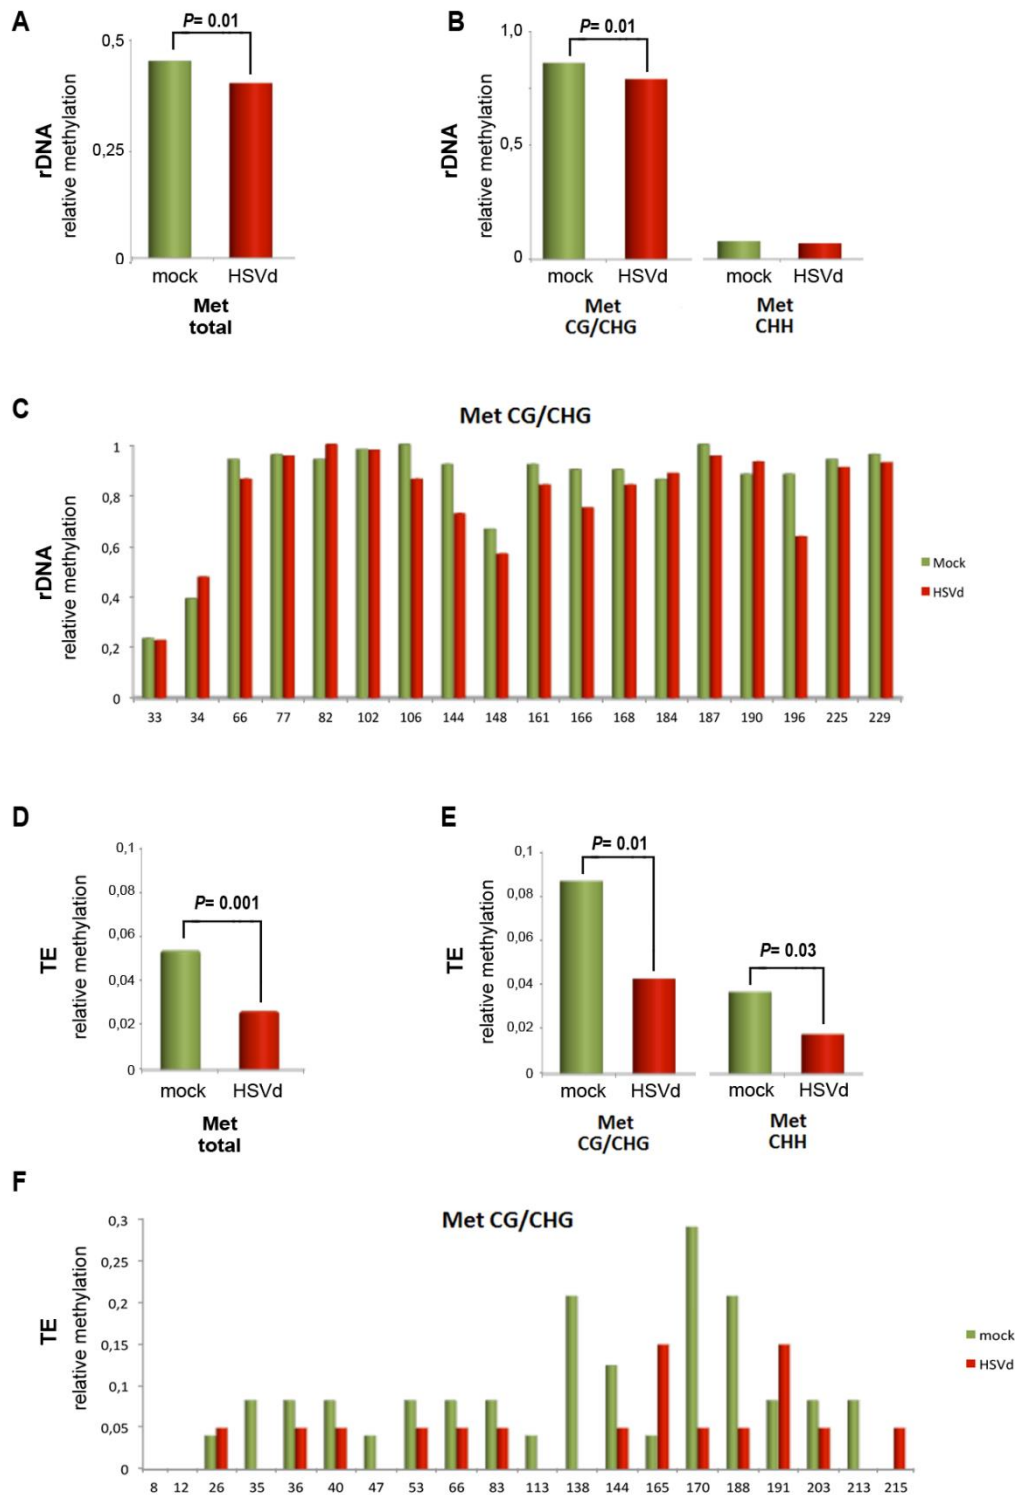 A
P= 0.01
0,5
0,25
0
rDNA
relative methylation
mock HSVd
Met
total
B
P= 0.01
1,0
0,5
0
rDNA
relative methylation
mock HSVd mock HSVd
Met Met
CG/CHG CHH
C
Met CG/CHG
1
0,8
0,6
0,4
0,2
0
rDNA
relative methylation
33 34 66 77 82 102 106 144 148 161 166 168 184 187 190 196 225 229
Mock
HSVd
D
P= 0.001
0,1
0,08
0,06
0,04
0,02
0
TE
relative methylation
mock HSVd
Met
total
E
P= 0.01
P= 0.03
0,1
0,08
0,06
0,04
0,02
0
TE
relative methylation
mock HSVd mock HSVd
Met Met
CG/CHG CHH
F
Met CG/CHG
0,3
0,25
0,2
0,15
0,1
0,05
0
TE
relative methylation
8 12 26 35 36 40 47 53 66 83 113 138 144 165 170 188 191 203 213 215
mock
HSVd